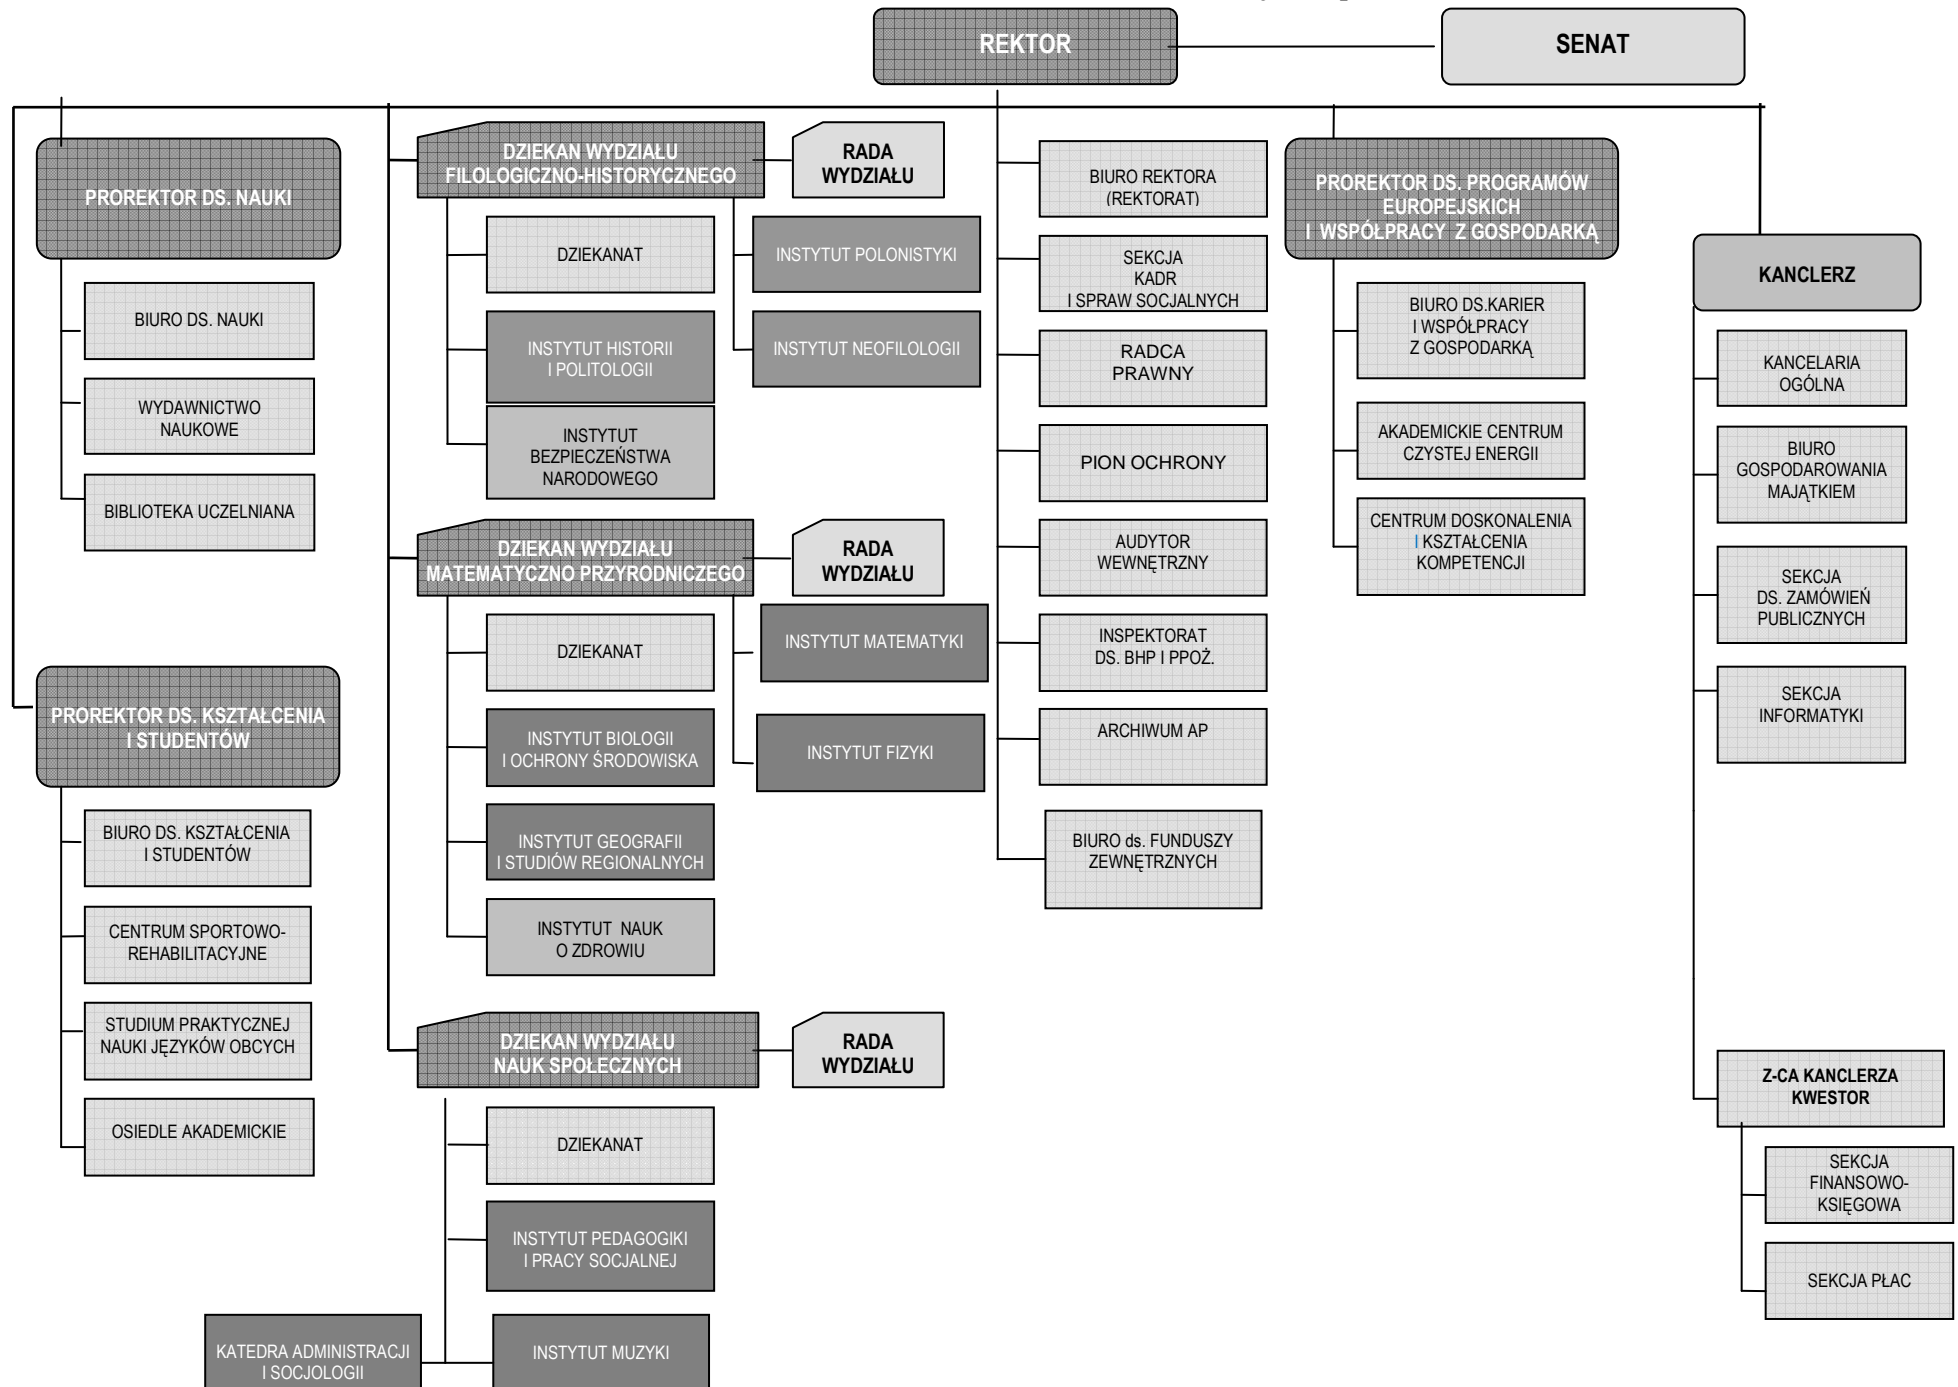 REKTOR
SENAT
PROREKTOR DS. NAUKI
BIURO DS. NAUKI
WYDAWNICTWO
NAUKOWE
BIBLIOTEKA UCZELNIANA
PROREKTOR DS. KSZTAŁCENIA
I STUDENTÓW
BIURO DS. KSZTAŁCENIA
I STUDENTÓW
CENTRUM SPORTOWO-
REHABILITACYJNE
STUDIUM PRAKTYCZNEJ
NAUKI JĘZYKÓW OBCYCH
OSIEDLE AKADEMICKIE
DZIEKAN WYDZIAŁU
FILOLOGICZNO-HISTORYCZNEGO
RADA
WYDZIAŁU
DZIEKANAT
INSTYTUT POLONISTYKI
INSTYTUT HISTORII
I POLITOLOGII
INSTYTUT NEOFILOLOGII
INSTYTUT
BEZPIECZEŃSTWA
NARODOWEGO
DZIEKAN WYDZIAŁU
MATEMATYCZNO PRZYRODNICZEGO
RADA
WYDZIAŁU
DZIEKANAT
INSTYTUT MATEMATYKI
INSTYTUT BIOLOGII
I OCHRONY ŚRODOWISKA
INSTYTUT FIZYKI
INSTYTUT GEOGRAFII
I STUDIÓW REGIONALNYCH
INSTYTUT NAUK
O ZDROWIU
DZIEKAN WYDZIAŁU
NAUK SPOŁECZNYCH
RADA
WYDZIAŁU
DZIEKANAT
INSTYTUT PEDAGOGIKI
I PRACY SOCJALNEJ
KATEDRA ADMINISTRACJI
I SOCJOLOGII
INSTYTUT MUZYKI
BIURO REKTORA
(REKTORAT)
SEKCJA
KADR
I SPRAW SOCJALNYCH
RADCA
PRAWNY
PION OCHRONY
AUDYTOR
WEWNĘTRZNY
INSPEKTORAT
DS. BHP I PPOŻ.
ARCHIWUM AP
BIURO ds. FUNDUSZY
ZEWNĘTRZNYCH
PROREKTOR DS. PROGRAMÓW
EUROPEJSKICH
I WSPÓŁPRACY Z GOSPODARKĄ
BIURO DS.KARIER
I WSPÓŁPRACY
Z GOSPODARKĄ
AKADEMICKIE CENTRUM
CZYSTEJ ENERGII
CENTRUM DOSKONALENIA
I KSZTAŁCENIA
KOMPETENCJI
KANCLERZ
KANCELARIA
OGÓLNA
BIURO
GOSPODAROWANIA
MAJĄTKIEM
SEKCJA
DS. ZAMÓWIEŃ
PUBLICZNYCH
SEKCJA
INFORMATYKI
Z-CA KANCLERZA
KWESTOR
SEKCJA
FINANSOWO-
KSIĘGOWA
SEKCJA PŁAC